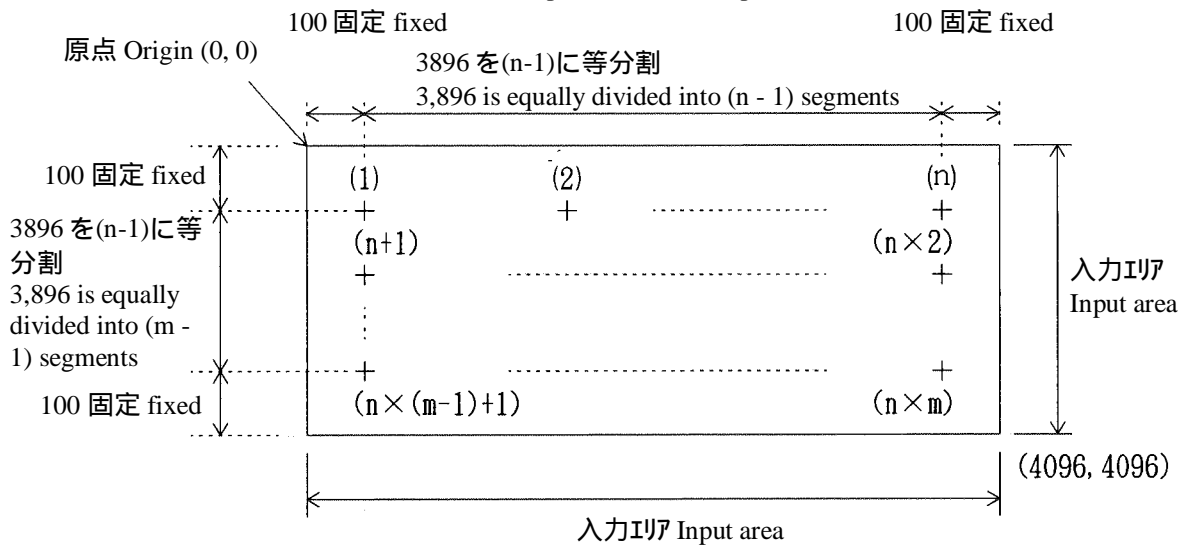 100 固定 fixed
100 固定 fixed
原点 Origin (0, 0)
3896 を(n-1)に等分割
3,896 is equally divided into (n - 1) segments
100 固定 fixed
(1)
(2)
(n)
3896 を(n-1)に等
分割
3,896 is equally
divided into (m -
1) segments
(n+1)
(n×2)
入力エリア
Input area
100 固定 fixed
(n×(m-1)+1)
(n×m)
(4096, 4096)
入力エリア Input area